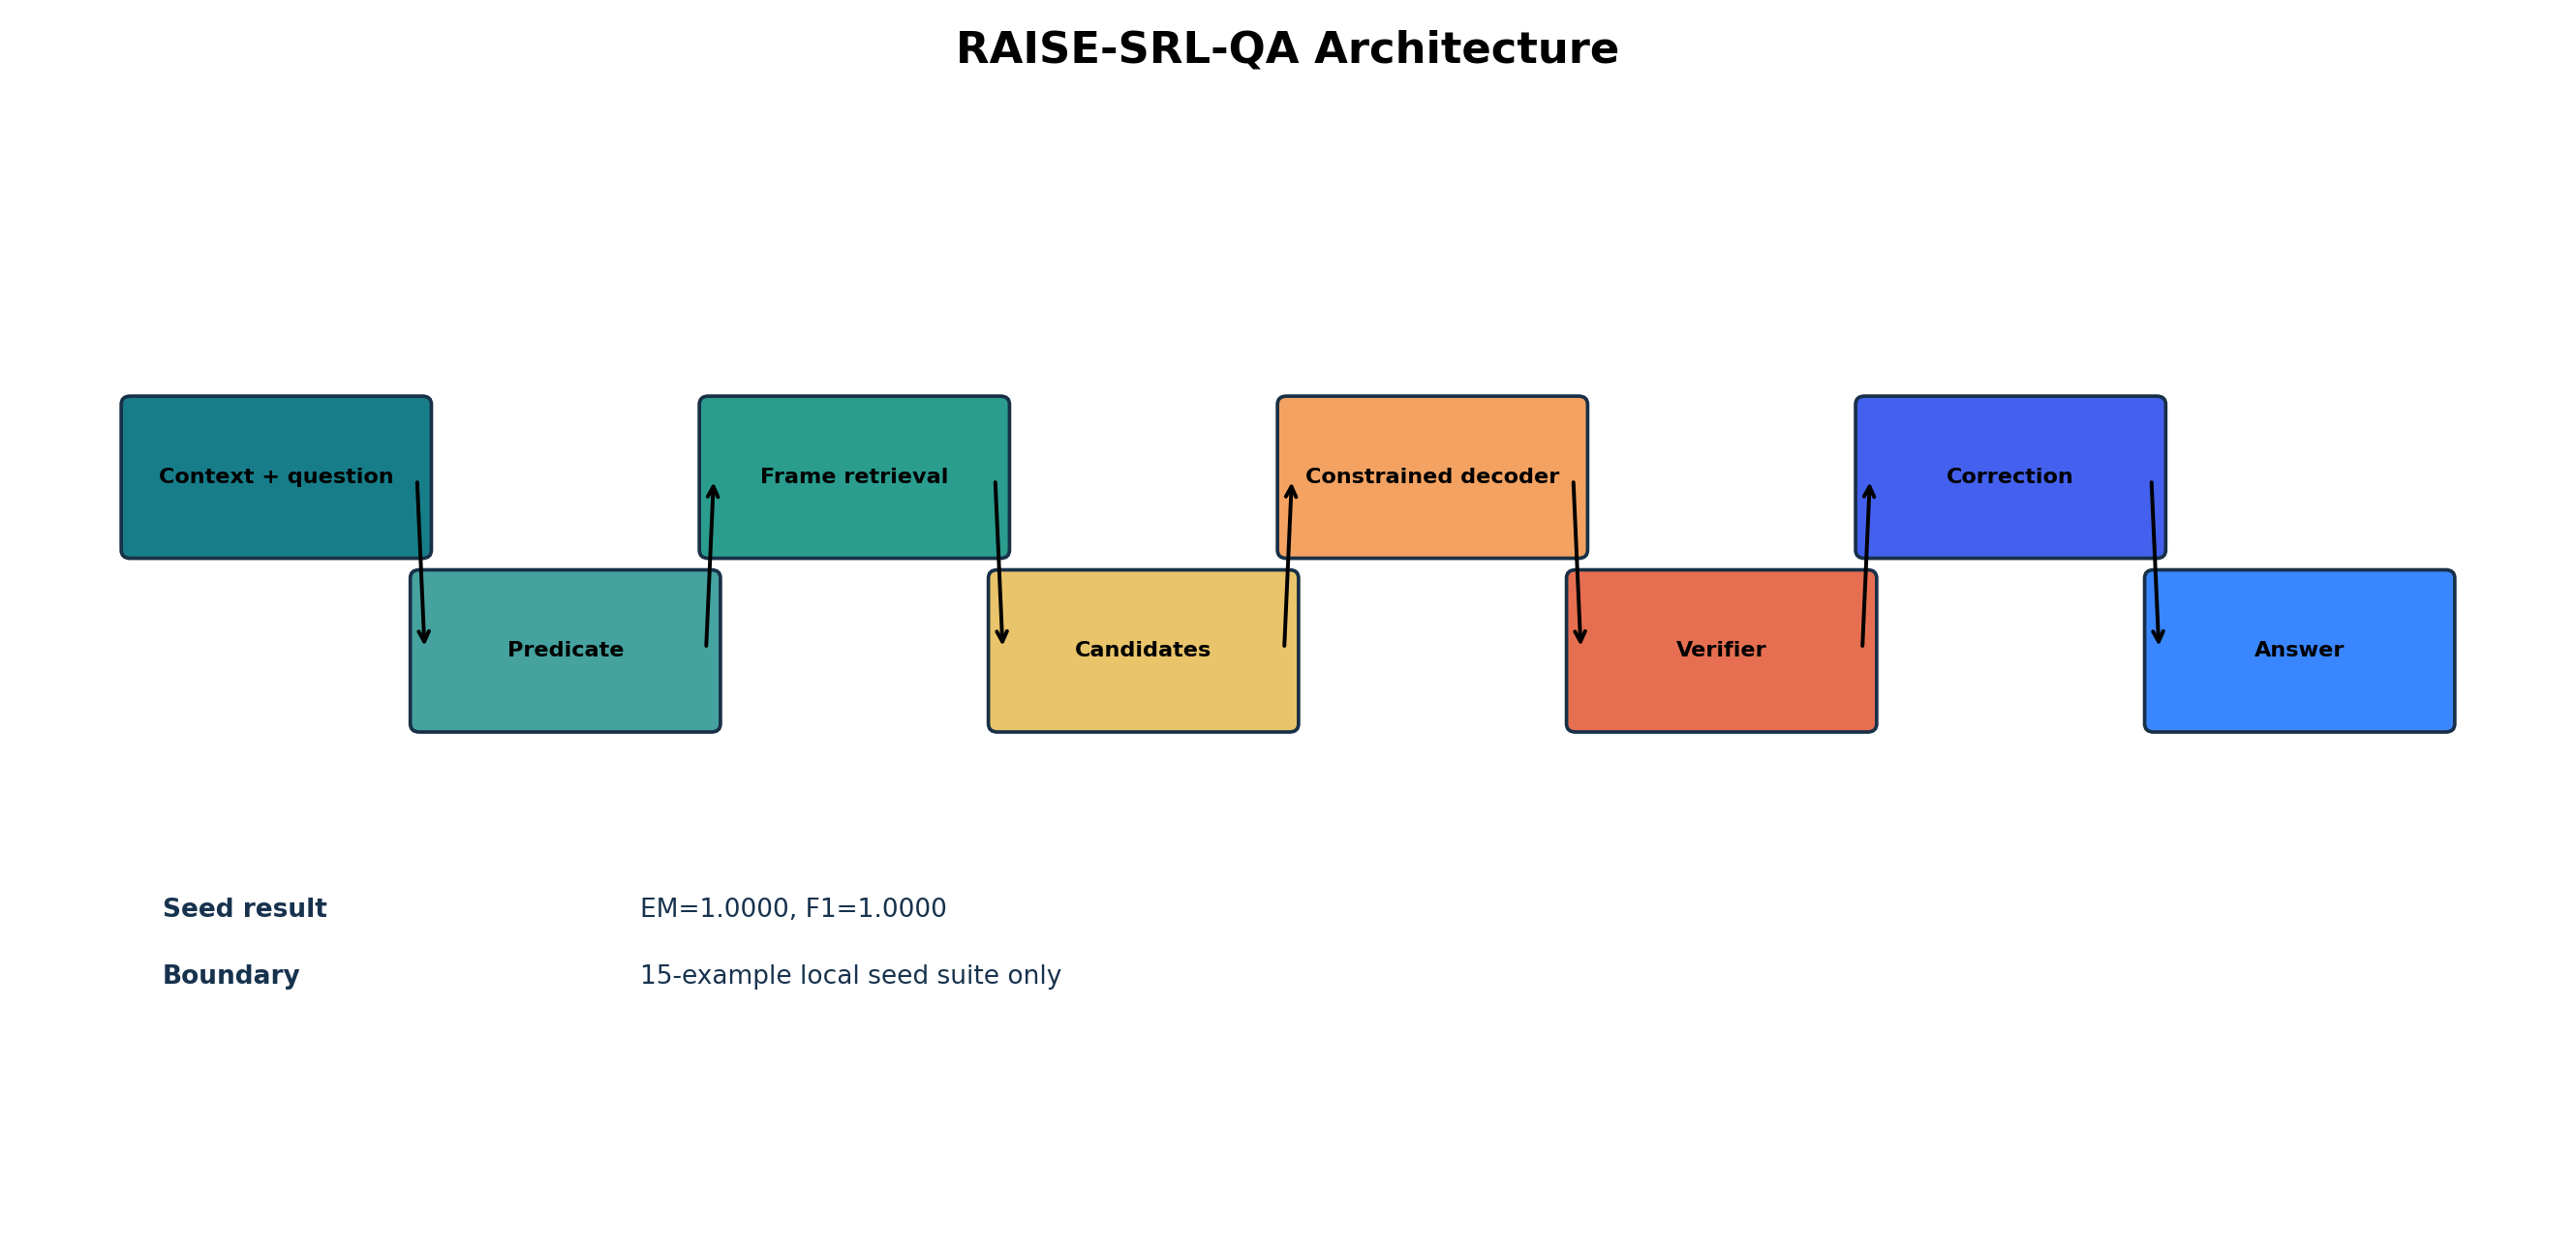 RAISE-SRL-QA Architecture
Context + question
Predicate
Frame retrieval
Candidates
Constrained decoder
Verifier
Correction
Answer
Seed result EM=1.0000, F1=1.0000
Boundary 15-example local seed suite only